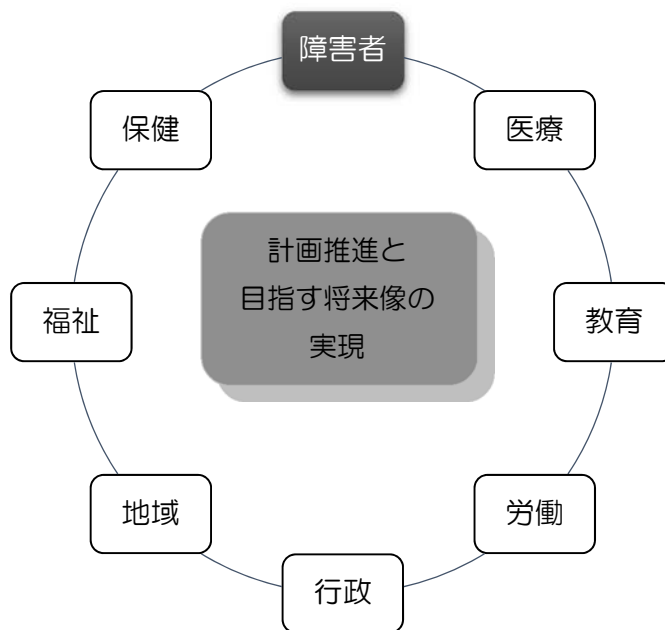 障害者
保健
医療
計画推進と
目指す将来像の
実現
福祉
教育
地域
労働
行政